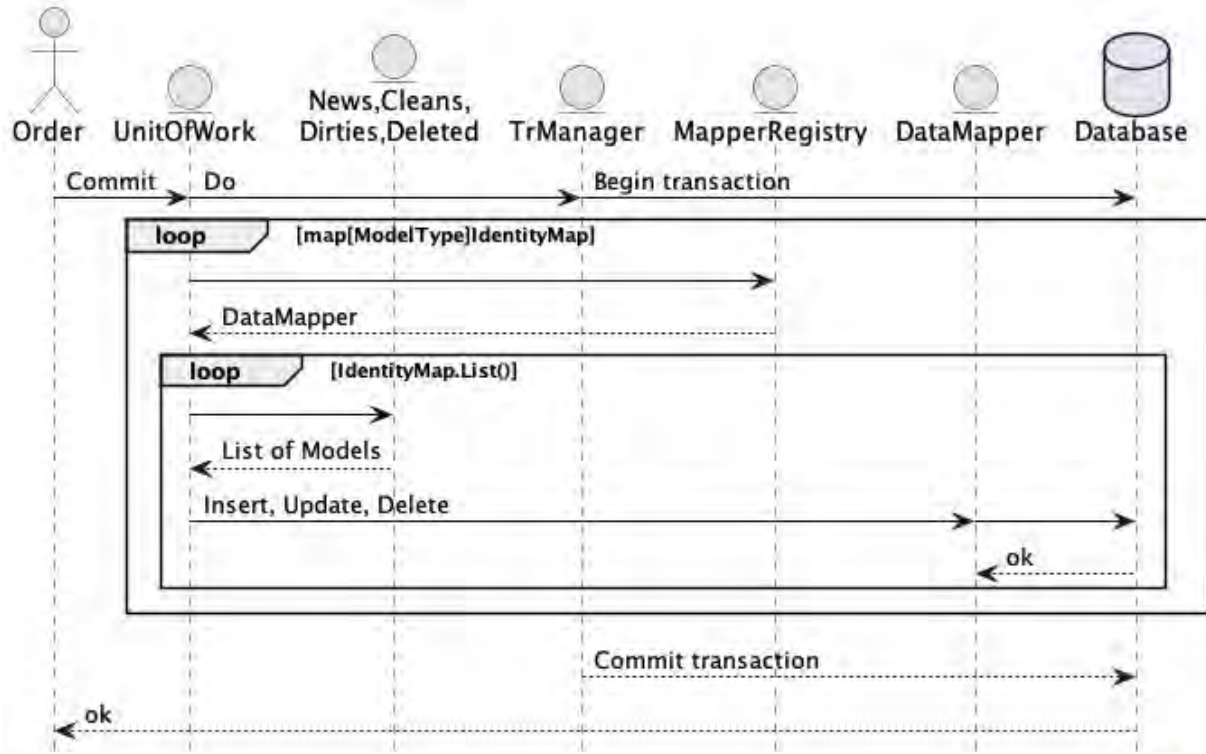 News,Cleans,
Order UnitOfWork Dirties,Deleted TrManager MapperRegistry DataMapper Database
Commit Do Begin transaction
loop [map[ModelType]IdentityMap]
DataMapper
loop [IdentityMap.List()]
List of Models
Insert, Update, Delete
ok
Commit transaction
ok